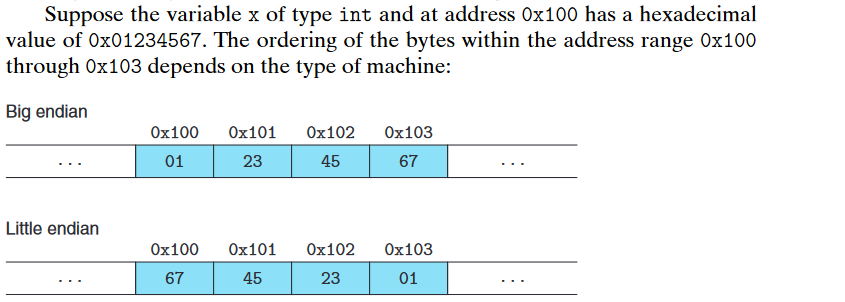 Suppose the variable x of type int and at address 0x100 has a hexadecimal
value of 0x01234567. The ordering of the bytes within the address range 0x100
through 0x103 depends on the type of machine:
Big endian
0x100 0x101 0x102 0x103
... 01 23 45 67 ...
Little endian
0x100 0x101 0x102 0x103
... 67 45 23 01 ...